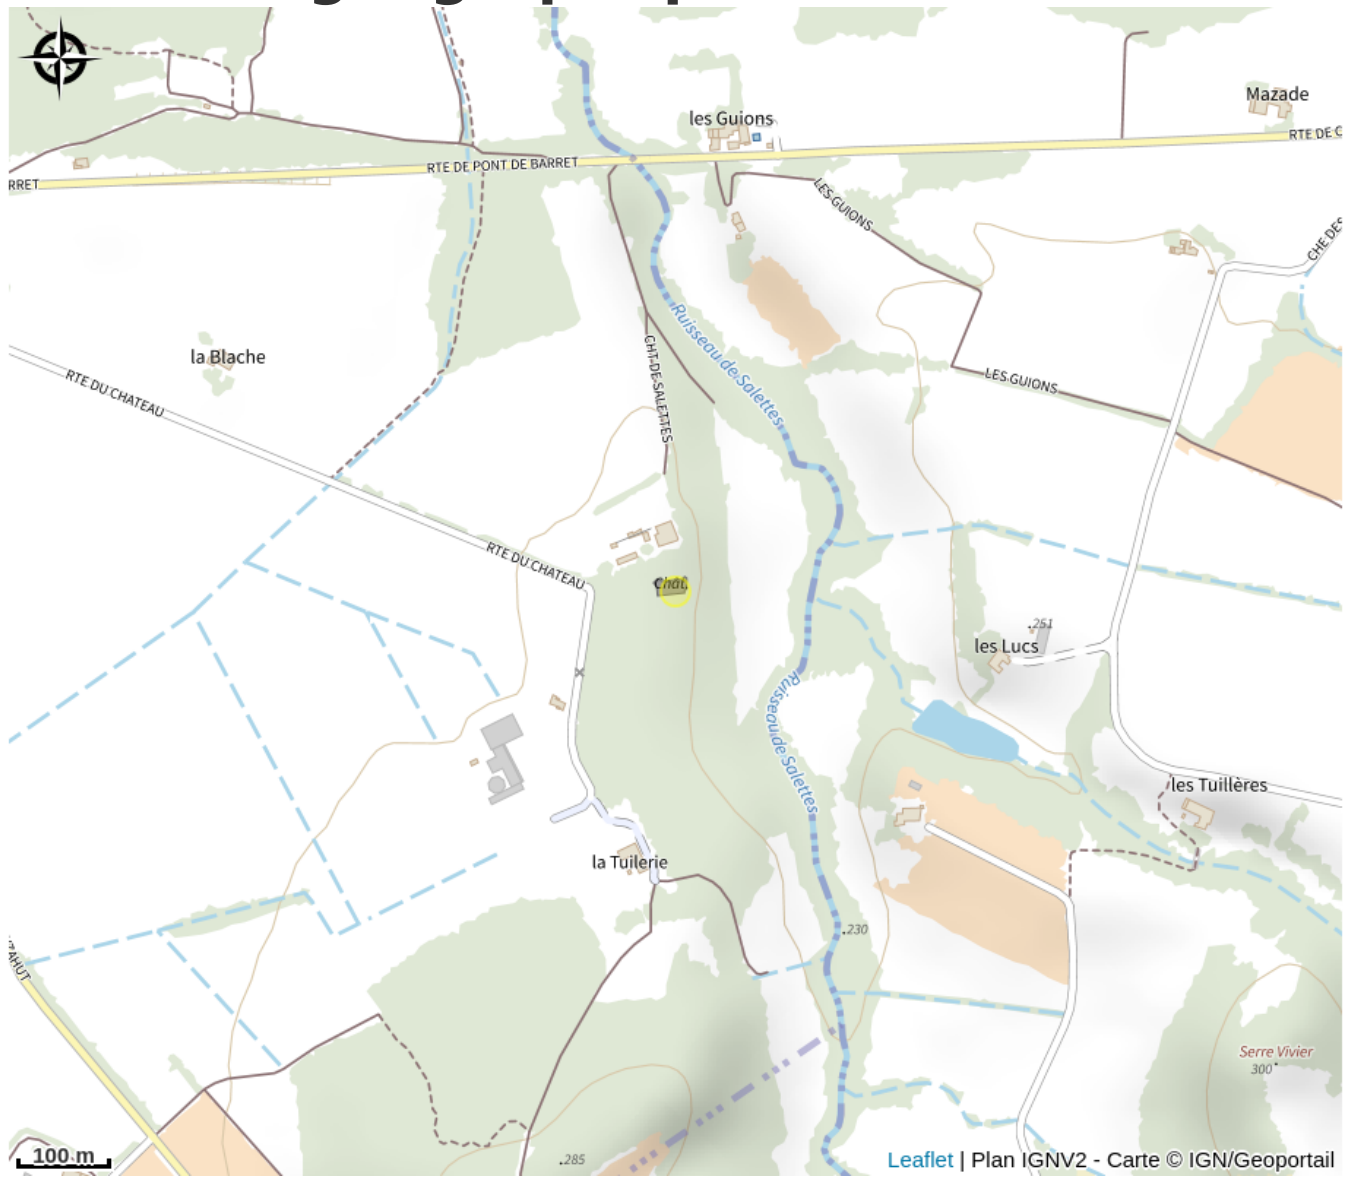 les Guions
Mazade
RTE DE C
RTE DE PONT DE BARRET
RRET
LES GUIONS
CHE DES
Ruisseau de Salettes
la Blache
CHT-DE-SALETTES
RTE DU CHATEAU
LES GUIONS
RTE DU CHATEAU
Chât.
.251
les Lucs
Ruisseau de Salettes
les Tuillères
la Tuilerie
.230
ZAHUT
Serre Vivier
300
100 m
.285
Leaflet | Plan IGNV2 - Carte © IGN/Geoportail